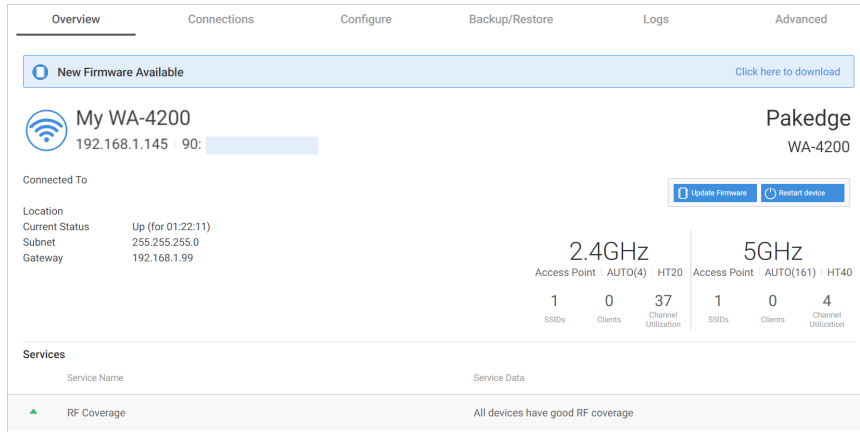 Overview Connections Configure Backup/Restore Logs Advanced
New Firmware Available Click here to download
My WA-4200 Pakedge
192.168.1.145 90: WA-4200
Connected To
Update Firmware Restart device
Location
Current Status Up (for 01:22:11)
Subnet 255.255.255.0
Gateway 192.168.1.99
2.4GHz 5GHz
Access Point AUTO(4) HT20 Access Point AUTO(161) HT40
1 0 37 1 0 4
SSIDs Clients Channel Utilization SSIDs Clients Channel Utilization
Services
Service Name Service Data
RF Coverage All devices have good RF coverage